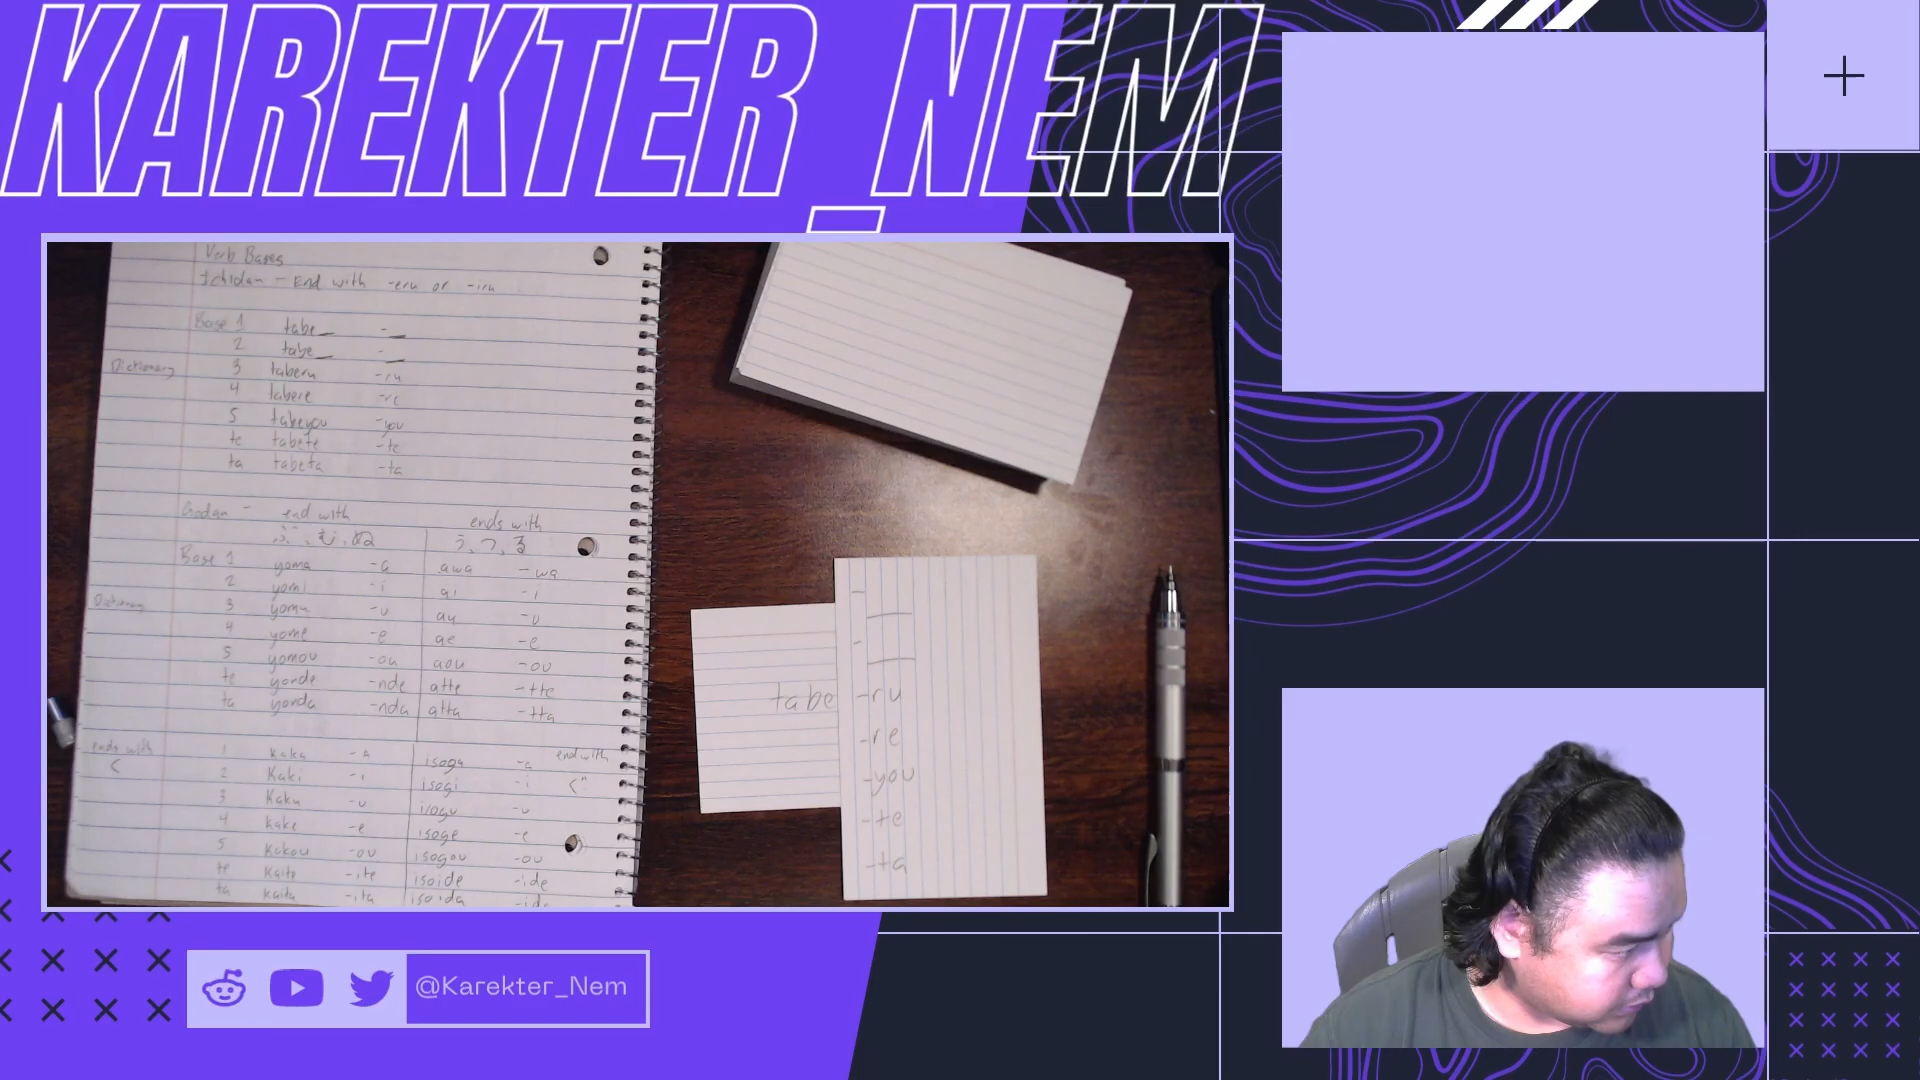 KAREKTER_NEM
Verb Bases
Ichidan - End with -eru or -iru
Base 1 tabe_ -_
2 tabe_ -_
Dictionary 3 taberu -ru
4 tabere -re
5 tabeyou -you
te tabete -te
ta tabeta -ta
Godan - end with ends with
ぶ、む、ぬ う、つ、る
Base 1 yoma -a awa -wa
2 yomi -i ai -i
Dictionary 3 yomu -u au -u
4 yome -e ae -e
5 yomou -ou aou -ou
te yonde -nde atte -tte
ta yonda -nda atta -tta
ends with 1 kaka -a isoga -a end with
く 2 Kaki -i isogi -i ぐ
3 Kaku -u isogu -u
4 kake -e isoge -e
5 Kakou -ou isogou -ou
te Kaite -ite isoide -ide
ta kaita -ita isoida
tabe
-
-
-ru
-re
-you
-te
-ta
@Karekter_Nem